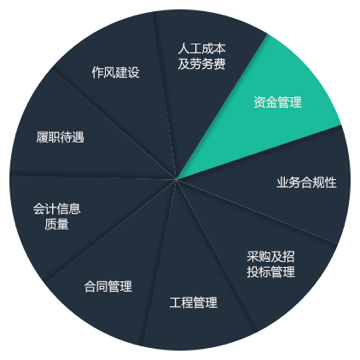 人工成本
及劳务费
资金管理
业务合规性
采购及招
投标管理
工程管理
合同管理
会计信息
质量
履职待遇
作风建设